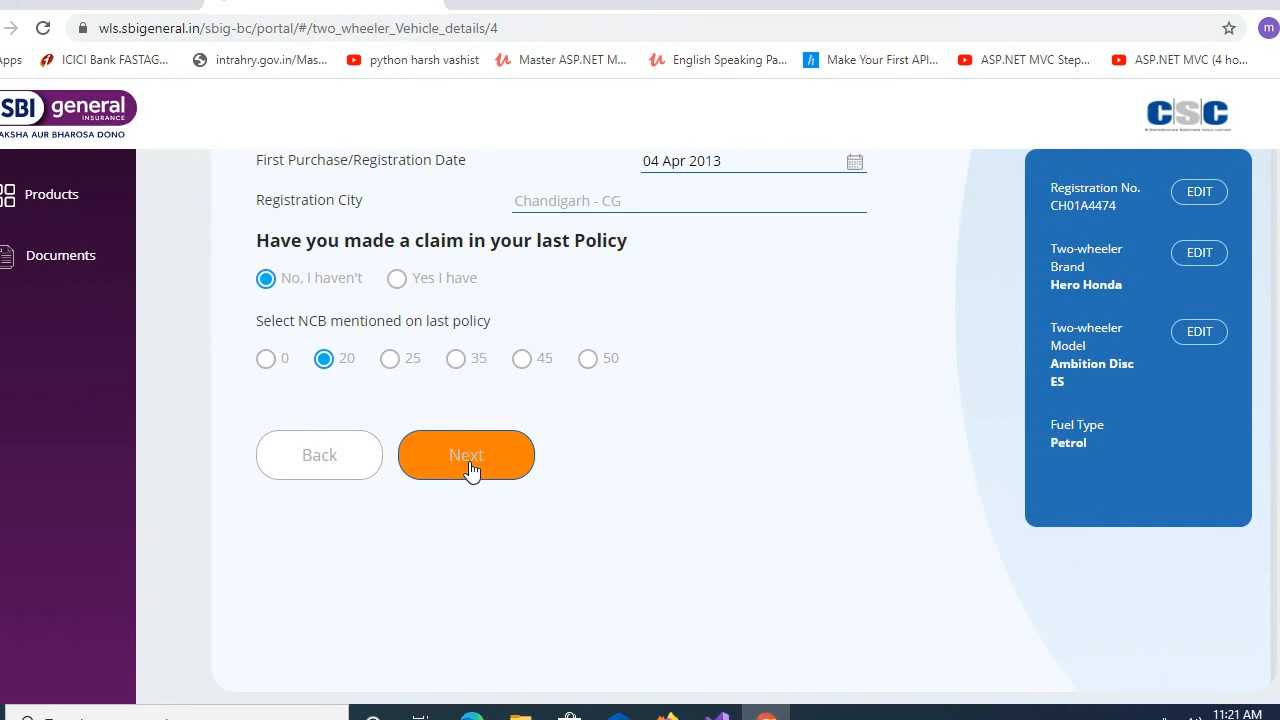 wls.sbigeneral.in/sbig-bc/portal/#/two_wheeler_Vehicle_details/4
m
pps ICICI Bank FASTAG... intrahry.gov.in/Mas... python harsh vashist Master ASP.NET M... English Speaking Pa... Make Your First API... ASP.NET MVC Step... ASP.NET MVC (4 ho...
SBI general
INSURANCE
AKSHA AUR BHAROSA DONO
CSC
Products
Documents
First Purchase/Registration Date 04 Apr 2013
Registration City Chandigarh - CG
Have you made a claim in your last Policy
No, I haven't Yes I have
Select NCB mentioned on last policy
0 20 25 35 45 50
Back Next
Registration No. EDIT
CH01A4474
Two-wheeler EDIT
Brand
Hero Honda
Two-wheeler EDIT
Model
Ambition Disc
ES
Fuel Type
Petrol
11:21 AM